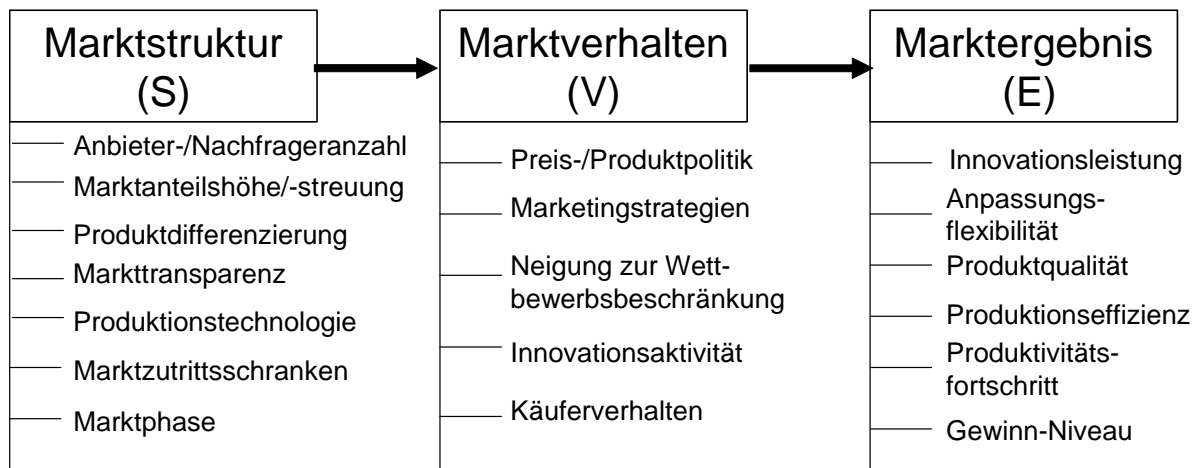 Marktstruktur
(S)
Anbieter-/Nachfrageranzahl
Marktanteilshöhe/-streuung
Produktdifferenzierung
Markttransparenz
Produktionstechnologie
Marktzutrittsschranken
Marktphase
Marktverhalten
(V)
Preis-/Produktpolitik
Marketingstrategien
Neigung zur Wett-
bewerbsbeschränkung
Innovationsaktivität
Käuferverhalten
Marktergebnis
(E)
Innovationsleistung
Anpassungs-
flexibilität
Produktqualität
Produktionseffizienz
Produktivitäts-
fortschritt
Gewinn-Niveau